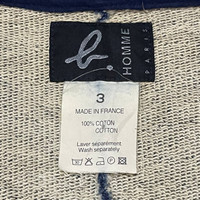 b.
HOMME
PARIS
3
MADE IN FRANCE
100% COTON
COTTON
Laver séparément
Wash separately